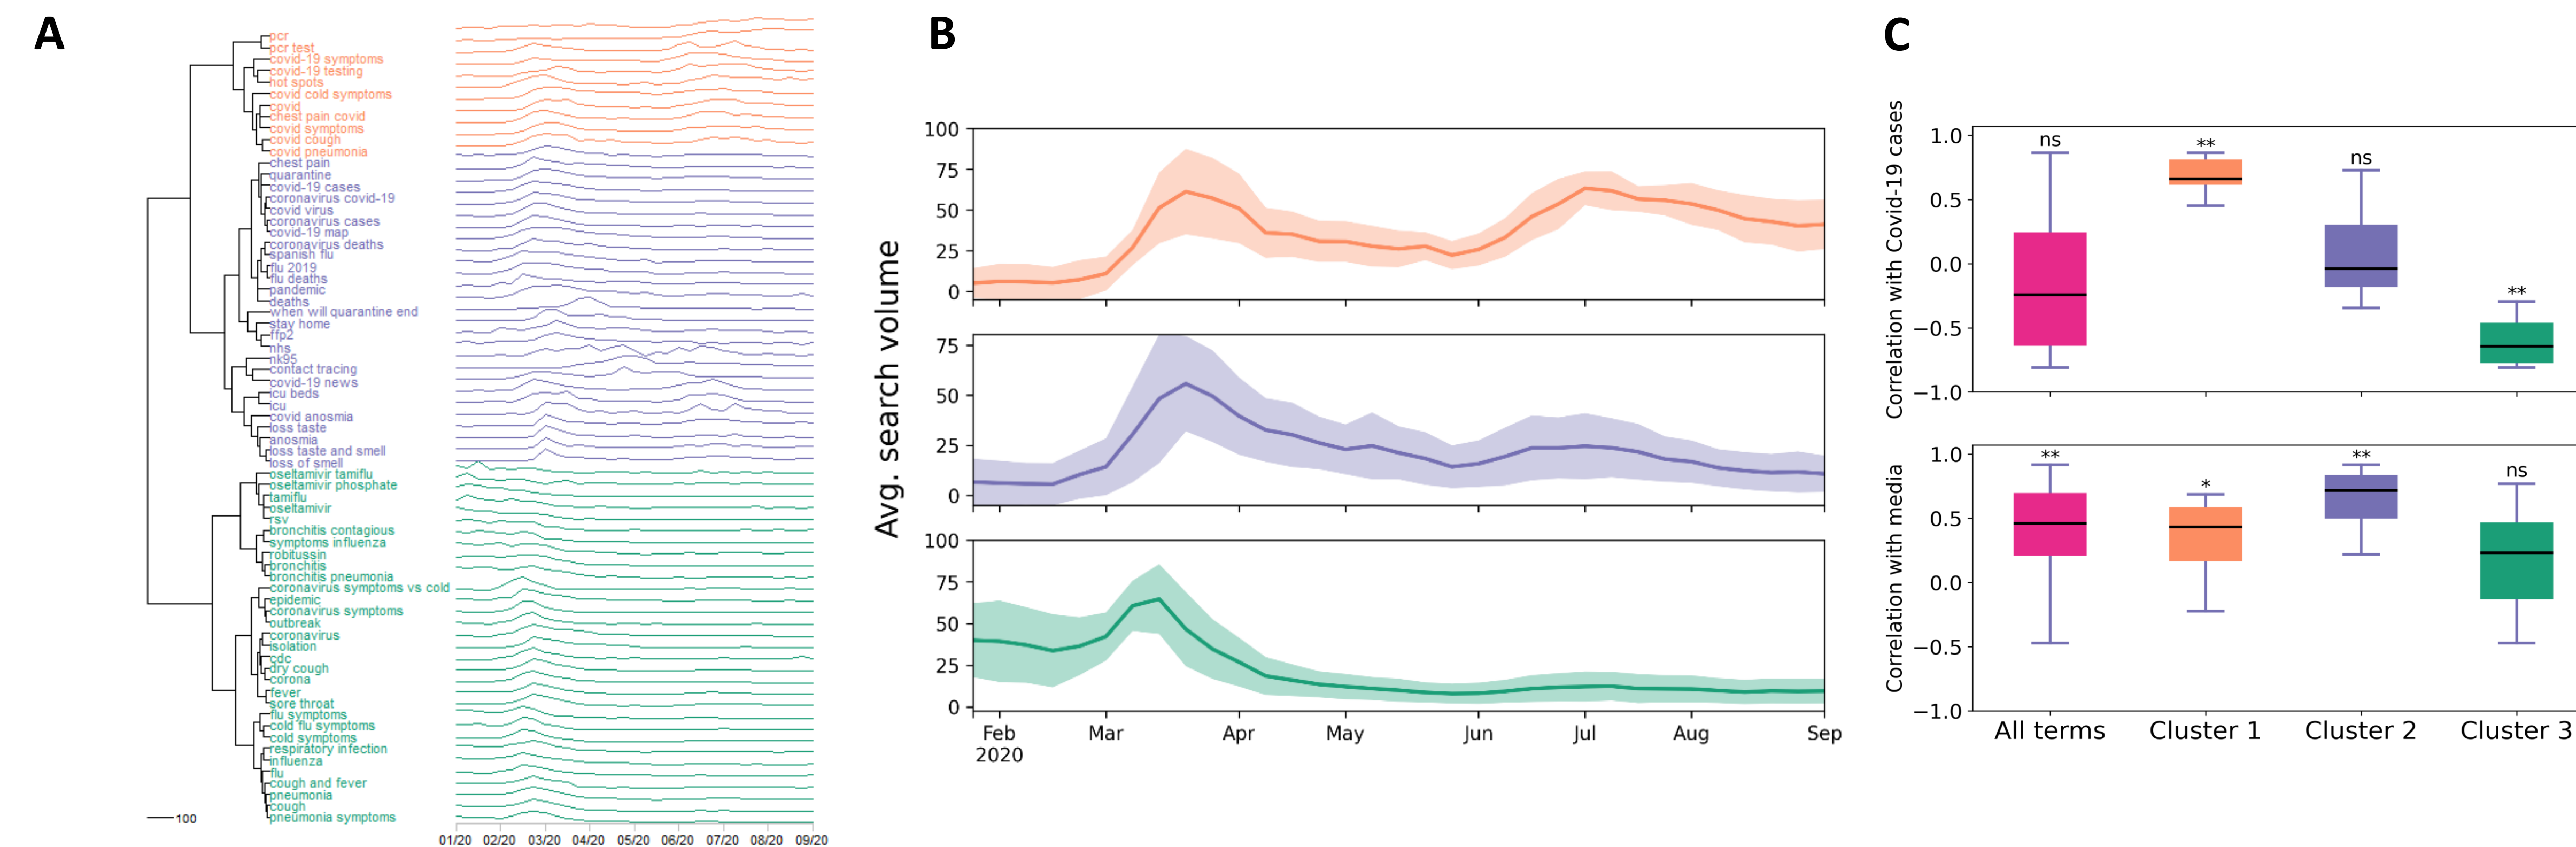 A
pcr
pcr test
covid-19 symptoms
covid-19 testing
hot spots
covid cold symptoms
covid
chest pain covid
covid symptoms
covid cough
covid pneumonia
chest pain
quarantine
covid-19 cases
coronavirus covid-19
covid virus
coronavirus cases
covid-19 map
coronavirus deaths
spanish flu
flu 2019
flu deaths
pandemic
deaths
when will quarantine end
stay home
ffp2
nhs
nk95
contact tracing
covid-19 news
icu beds
icu
covid anosmia
loss taste
anosmia
loss taste and smell
loss of smell
oseltamivir tamiflu
oseltamivir phosphate
tamiflu
oseltamivir
rsv
bronchitis contagious
symptoms influenza
robitussin
bronchitis
bronchitis pneumonia
coronavirus symptoms vs cold
epidemic
coronavirus symptoms
outbreak
coronavirus
isolation
cdc
dry cough
corona
fever
sore throat
flu symptoms
cold flu symptoms
cold symptoms
respiratory infection
influenza
flu
cough and fever
pneumonia
cough
pneumonia symptoms
100
01/20 02/20 03/20 04/20 05/20 06/20 07/20 08/20 09/20
B
Avg. search volume
100
75
50
25
0
75
50
25
0
100
75
50
25
0
Feb Mar Apr May Jun Jul Aug Sep
2020
C
Correlation with Covid-19 cases
1.0
0.5
0.0
−0.5
−1.0
ns ** ns **
Correlation with media
1.0
0.5
0.0
−0.5
−1.0
** * ** ns
All terms Cluster 1 Cluster 2 Cluster 3